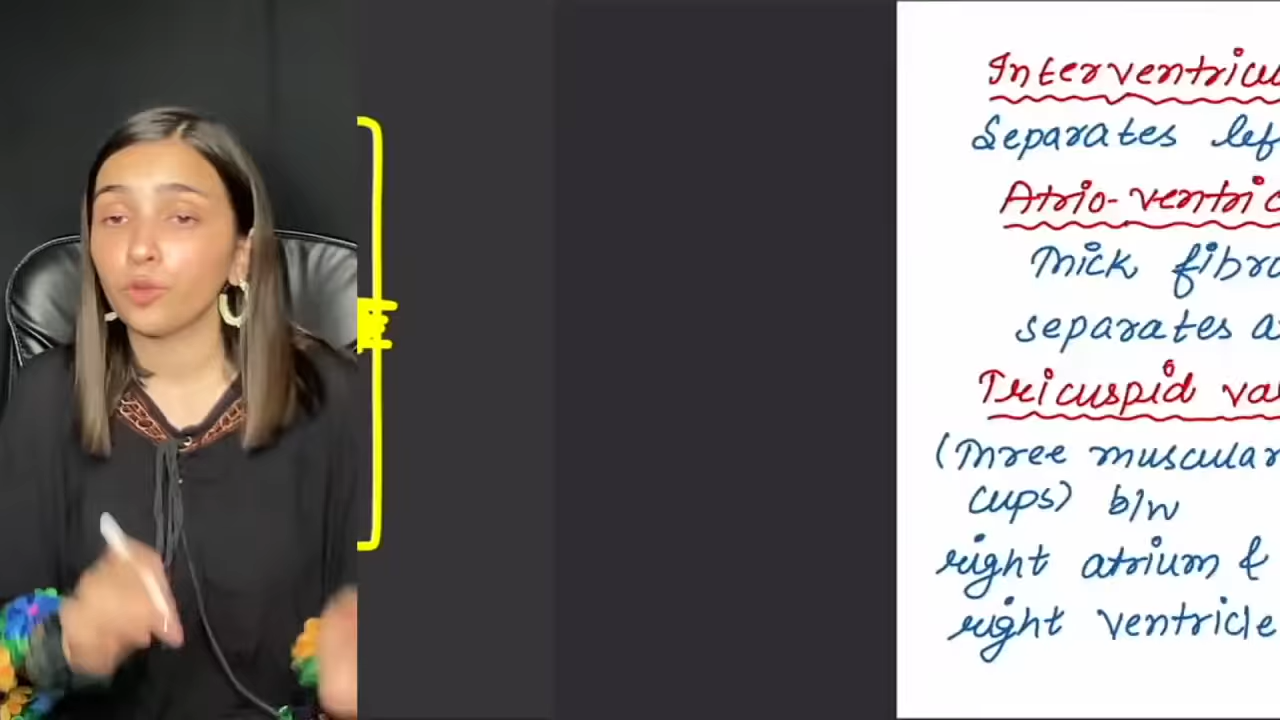 Interventricu
Separates lef
Atrio-ventric
Thick fibro
separates a
Tricuspid va
(Three muscular
cups) b/w
right atrium &
right ventricle